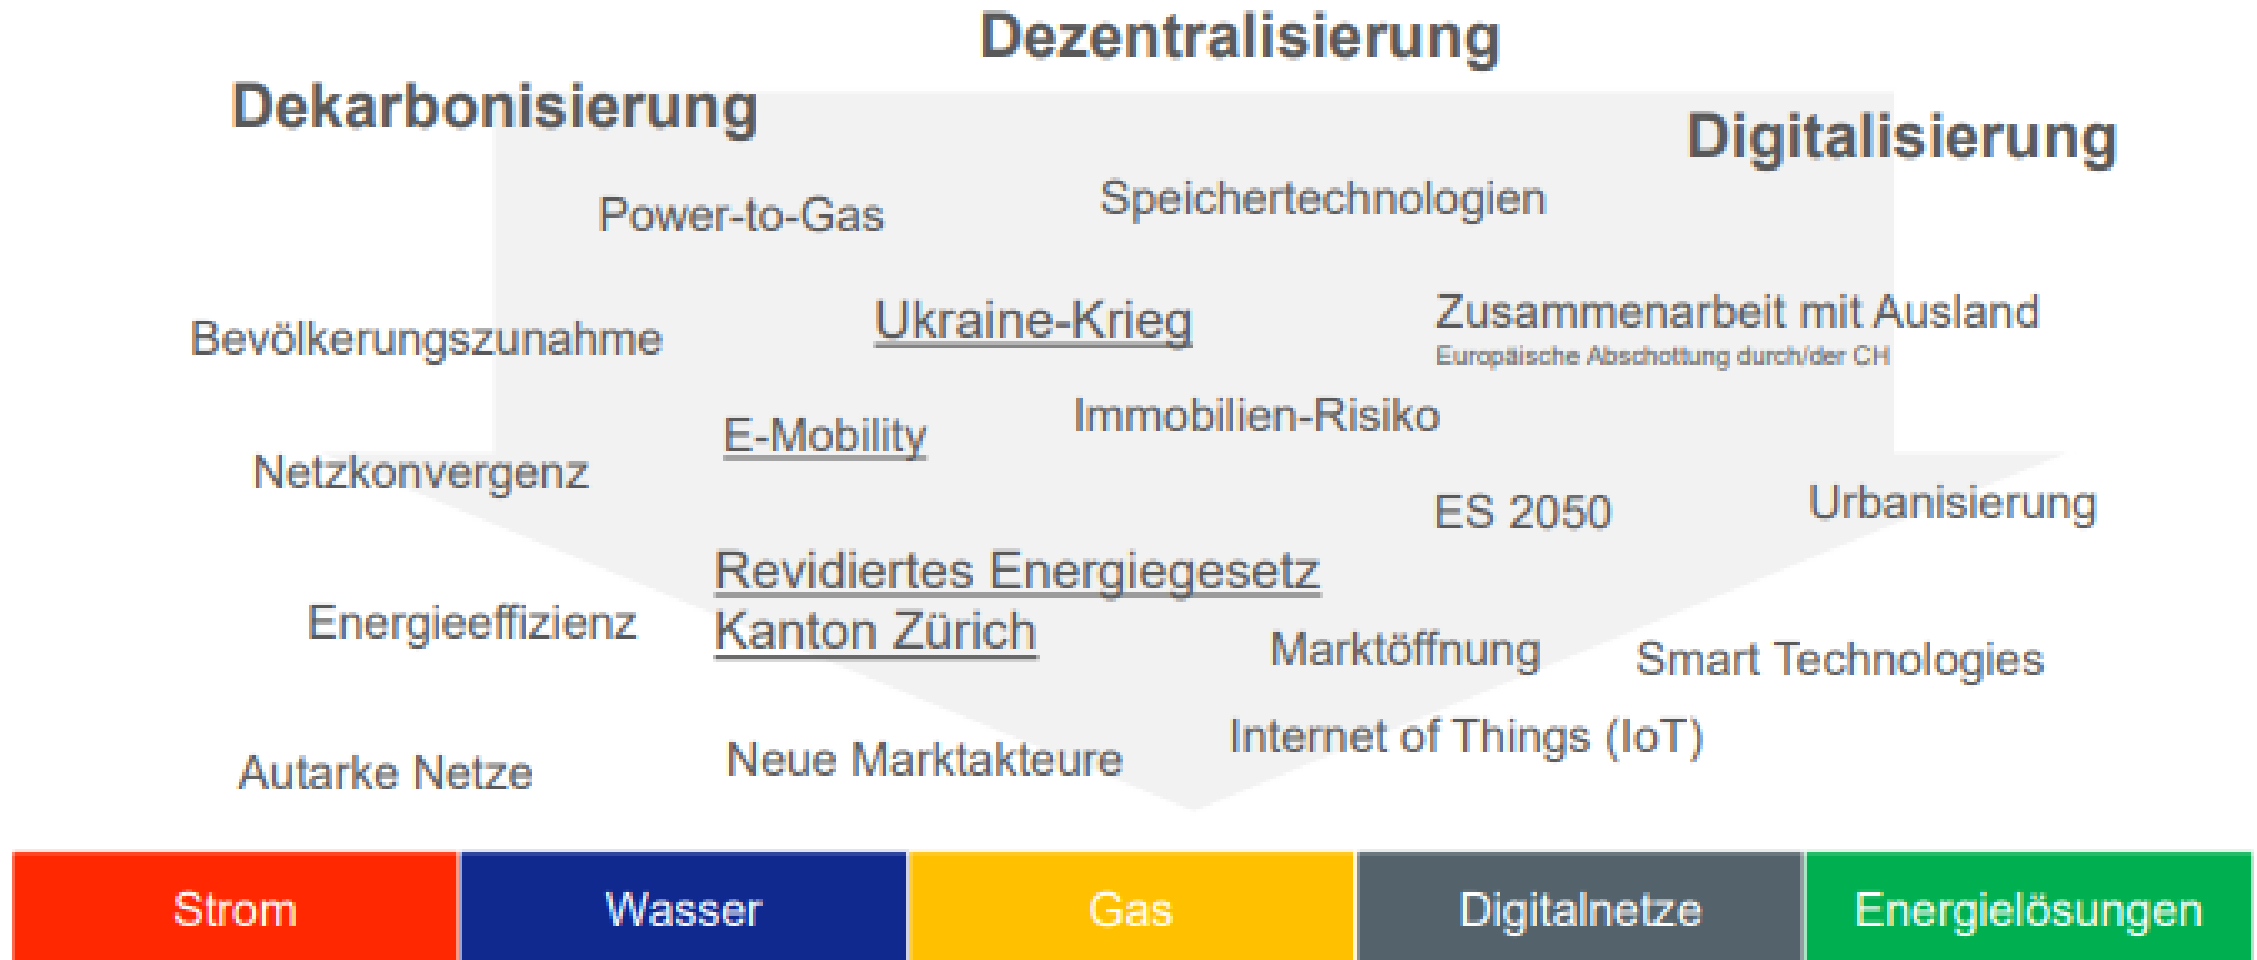 Dezentralisierung
Dekarbonisierung
Digitalisierung
Power-to-Gas
Speichertechnologien
Bevölkerungszunahme
Ukraine-Krieg
Zusammenarbeit mit Ausland
Europäische Abschottung durch/der CH
E-Mobility
Immobilien-Risiko
Netzkonvergenz
ES 2050
Urbanisierung
Revidiertes Energiegesetz
Kanton Zürich
Energieeffizienz
Marktöffnung
Smart Technologies
Autarke Netze
Neue Marktakteure
Internet of Things (IoT)
Strom
Wasser
Gas
Digitalnetze
Energielösungen